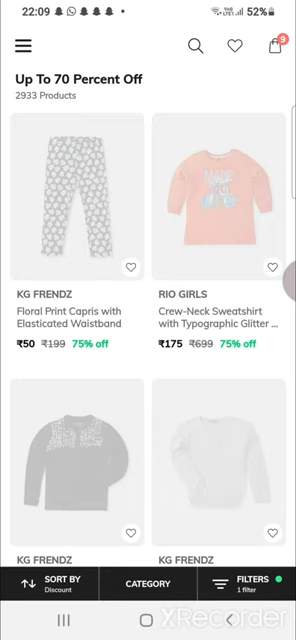 22:09 52%
9
Up To 70 Percent Off
2933 Products
KG FRENDZ
Floral Print Capris with
Elasticated Waistband
₹50 ₹199 75% off
RIO GIRLS
Crew-Neck Sweatshirt
with Typographic Glitter ...
₹175 ₹699 75% off
KG FRENDZ
KG FRENDZ
SORT BY
Discount
CATEGORY
FILTERS
1 filter
XRecorder